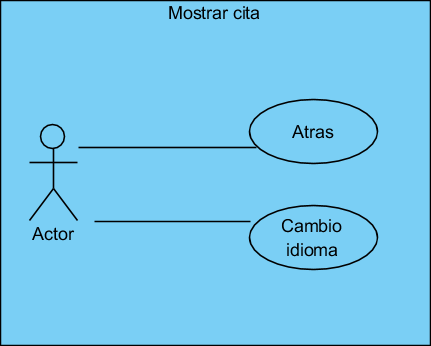 Mostrar cita
Atras
Actor
Cambio
idioma